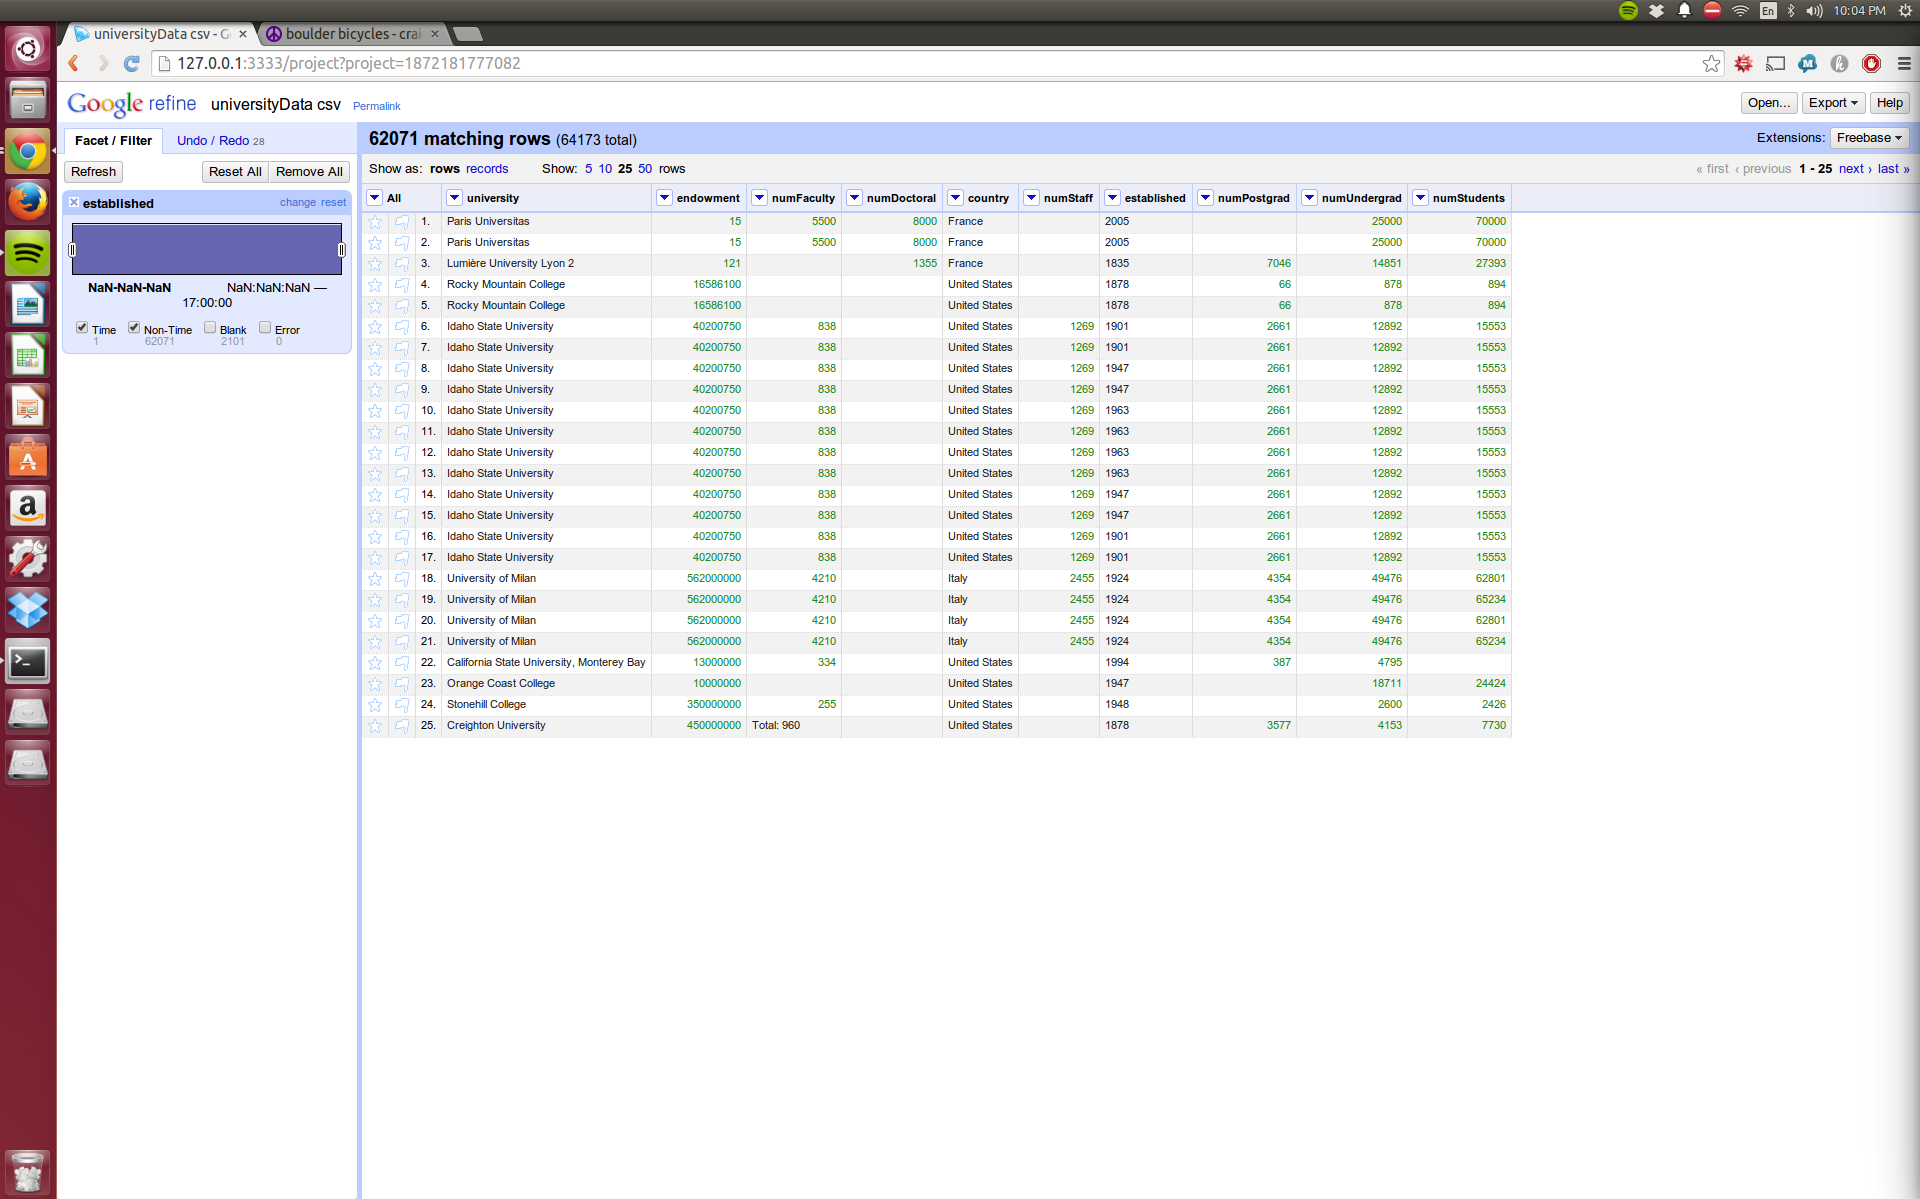 En 10:04 PM
universityData csv - G
boulder bicycles - crai
127.0.0.1:3333/project?project=1872181777082
Google refine universityData csv Permalink
Open... Export Help
Facet / Filter Undo / Redo 28
62071 matching rows (64173 total)
Extensions: Freebase
Refresh Reset All Remove All
Show as: rows records Show: 5 10 25 50 rows
« first ‹ previous 1 - 25 next › last »
established change reset
NaN-NaN-NaN NaN:NaN:NaN —
17:00:00
Time Non-Time Blank Error
1 62071 2101 0
All university endowment numFaculty numDoctoral country numStaff established numPostgrad numUndergrad numStudents
1. Paris Universitas 15 5500 8000 France 2005 25000 70000
2. Paris Universitas 15 5500 8000 France 2005 25000 70000
3. Lumière University Lyon 2 121 1355 France 1835 7046 14851 27393
4. Rocky Mountain College 16586100 United States 1878 66 878 894
5. Rocky Mountain College 16586100 United States 1878 66 878 894
6. Idaho State University 40200750 838 United States 1269 1901 2661 12892 15553
7. Idaho State University 40200750 838 United States 1269 1901 2661 12892 15553
8. Idaho State University 40200750 838 United States 1269 1947 2661 12892 15553
9. Idaho State University 40200750 838 United States 1269 1947 2661 12892 15553
10. Idaho State University 40200750 838 United States 1269 1963 2661 12892 15553
11. Idaho State University 40200750 838 United States 1269 1963 2661 12892 15553
12. Idaho State University 40200750 838 United States 1269 1963 2661 12892 15553
13. Idaho State University 40200750 838 United States 1269 1963 2661 12892 15553
14. Idaho State University 40200750 838 United States 1269 1947 2661 12892 15553
15. Idaho State University 40200750 838 United States 1269 1947 2661 12892 15553
16. Idaho State University 40200750 838 United States 1269 1901 2661 12892 15553
17. Idaho State University 40200750 838 United States 1269 1901 2661 12892 15553
18. University of Milan 562000000 4210 Italy 2455 1924 4354 49476 62801
19. University of Milan 562000000 4210 Italy 2455 1924 4354 49476 65234
20. University of Milan 562000000 4210 Italy 2455 1924 4354 49476 62801
21. University of Milan 562000000 4210 Italy 2455 1924 4354 49476 65234
22. California State University, Monterey Bay 13000000 334 United States 1994 387 4795
23. Orange Coast College 10000000 United States 1947 18711 24424
24. Stonehill College 350000000 255 United States 1948 2600 2426
25. Creighton University 450000000 Total: 960 United States 1878 3577 4153 7730